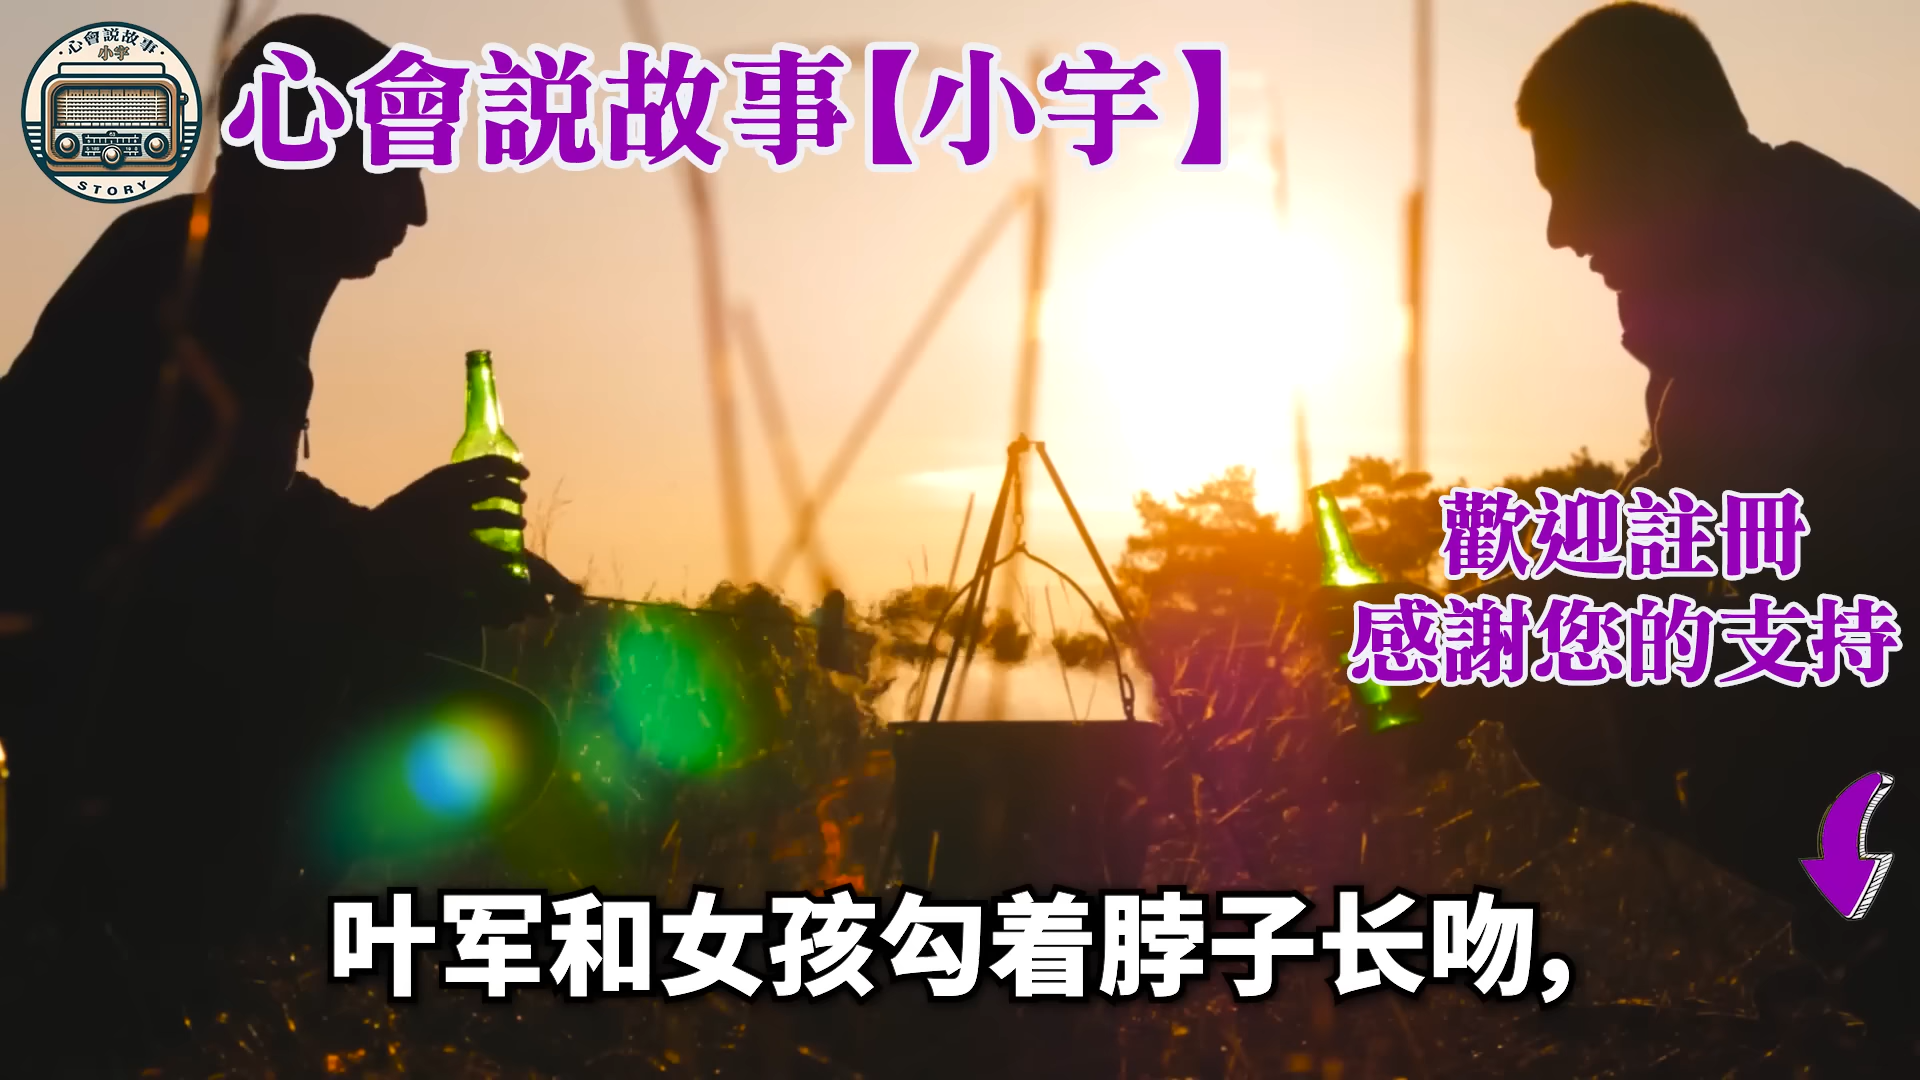 心會説故事
小宇
STORY
心會説故事【小宇】
歡迎註冊
感謝您的支持
叶军和女孩勾着脖子长吻，